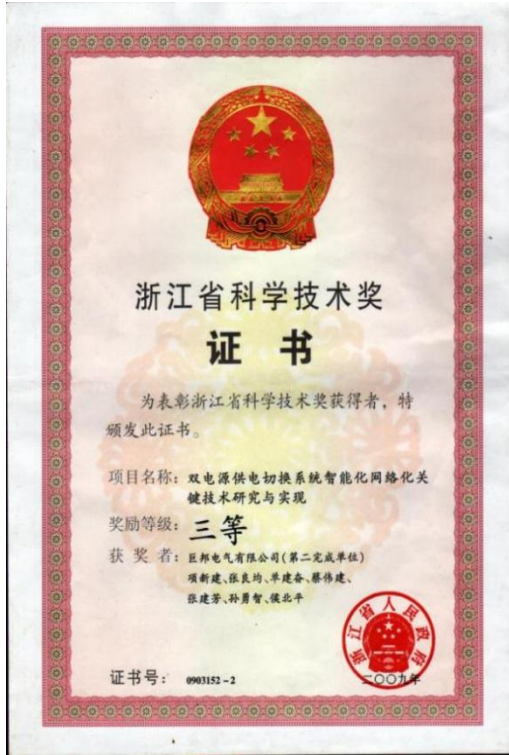 浙江省科学技术奖
证书
为表彰浙江省科学技术奖获得者，特
颁发此证书。
项目名称：双电源供电切换系统智能化网络化关
键技术研究与实现
奖励等级：三等
获奖者：巨邦电气有限公司（第二完成单位）
项新建、张良均、单建奋、蔡伟建、
张建芳、孙勇智、侯北平
浙江省人民政府
二〇〇九年
证书号：0903152-2